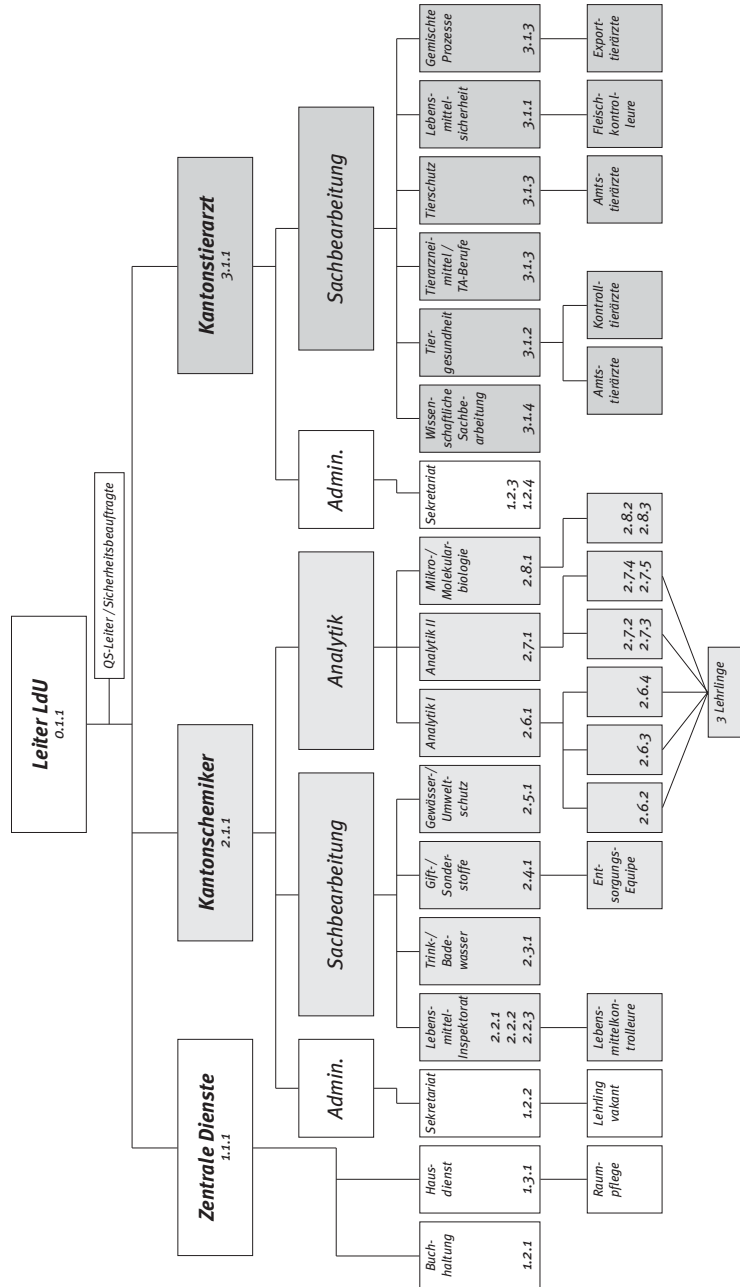 Leiter LdU
0.1.1
QS-Leiter / Sicherheitsbeauftragte
Zentrale Dienste
1.1.1
Kantonschemiker
2.1.1
Kantonstierarzt
3.1.1
Admin.
Sachbearbeitung
Analytik
Admin.
Sachbearbeitung
Buch-
haltung
1.2.1
Haus-
dienst
1.3.1
Sekretariat
1.2.2
Lebens-
mittel-
Inspektorat
2.2.1
2.2.2
2.2.3
Trink-/
Bade-
wasser
2.3.1
Gift-/
Sonder-
stoffe
2.4.1
Gewässer-/
Umwelt-
schutz
2.5.1
Analytik I
2.6.1
Analytik II
2.7.1
Mikro-/
Molekular-
biologie
2.8.1
Sekretariat
1.2.3
1.2.4
Wissen-
schaftliche
Sachbe-
arbeitung
3.1.4
Tier-
gesundheit
3.1.2
Tierarznei-
mittel /
TA-Berufe
3.1.3
Tierschutz
3.1.3
Lebens-
mittel-
sicherheit
3.1.1
Gemischte
Prozesse
3.1.3
Raum-
pflege
Lehrling
vakant
Lebens-
mittelkon-
trolleure
Ent-
sorgungs-
Equipe
2.6.2
2.6.3
2.6.4
2.7.2
2.7.3
2.7.4
2.7.5
2.8.2
2.8.3
Amts-
tierärzte
Kontroll-
tierärzte
Amts-
tierärzte
Fleisch-
kontrol-
leure
Export-
tierärzte
3 Lehrlinge